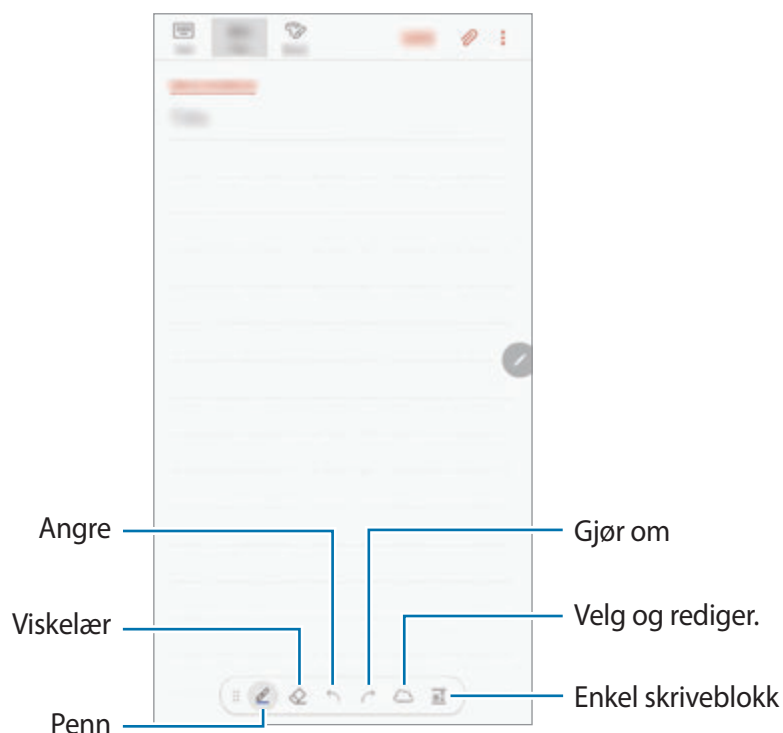 Angre
Gjør om
Viskelær
Velg og rediger.
Enkel skriveblokk
Penn